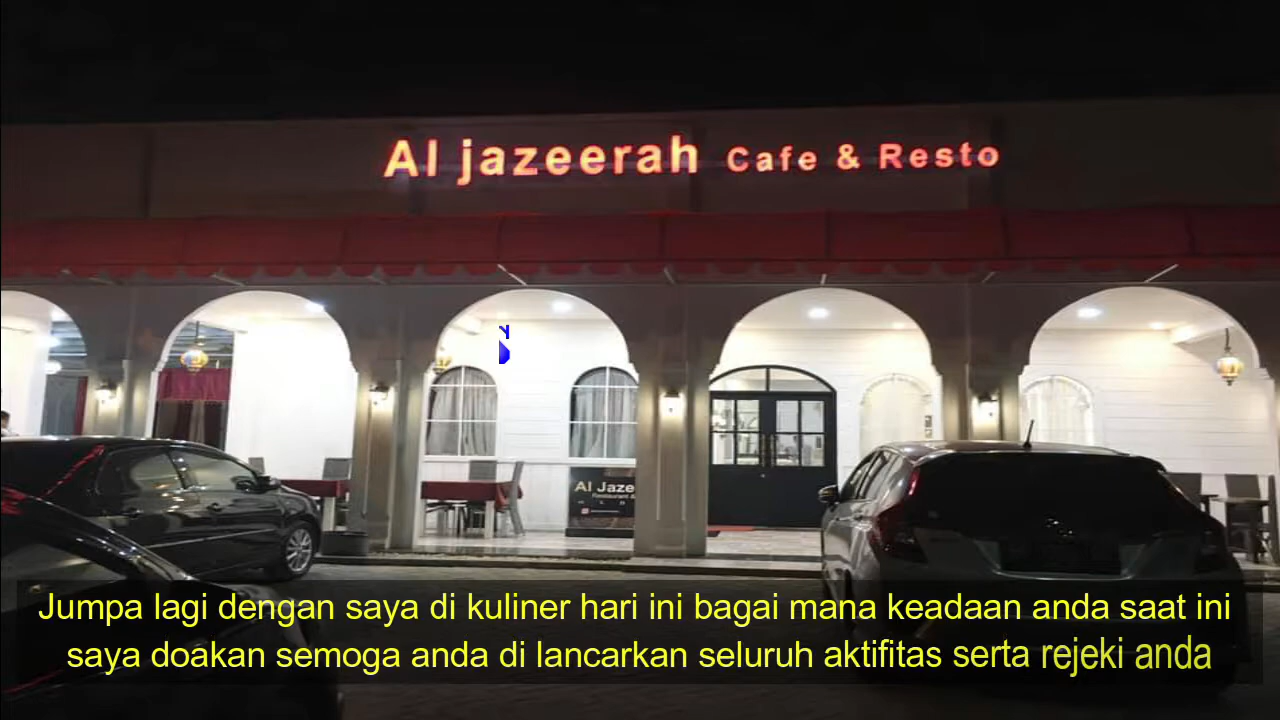 Al jazeerah Cafe & Resto
Al Jaze
Restaurant &
Jumpa lagi dengan saya di kuliner hari ini bagai mana keadaan anda saat ini
saya doakan semoga anda di lancarkan seluruh aktifitas serta rejeki anda